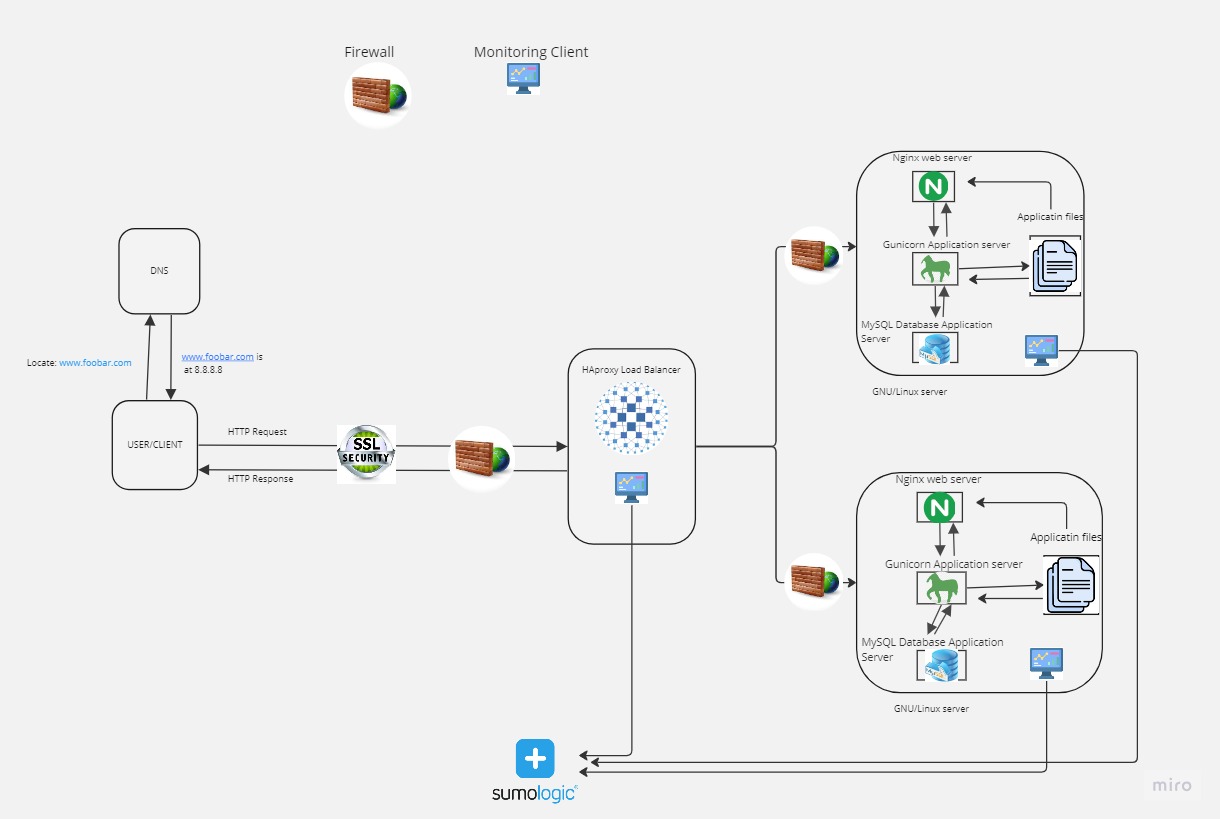 Firewall
Monitoring Client
DNS
Locate: www.foobar.com
www.foobar.com is
at 8.8.8.8
USER/CLIENT
HTTP Request
HTTP Response
SSL
SECURITY
HAproxy Load Balancer
Nginx web server
N
Applicatin files
Gunicorn Application server
MySQL Database Application
Server
GNU/Linux server
Nginx web server
N
Applicatin files
Gunicorn Application server
MySQL Database Application
Server
GNU/Linux server
sumologic
miro